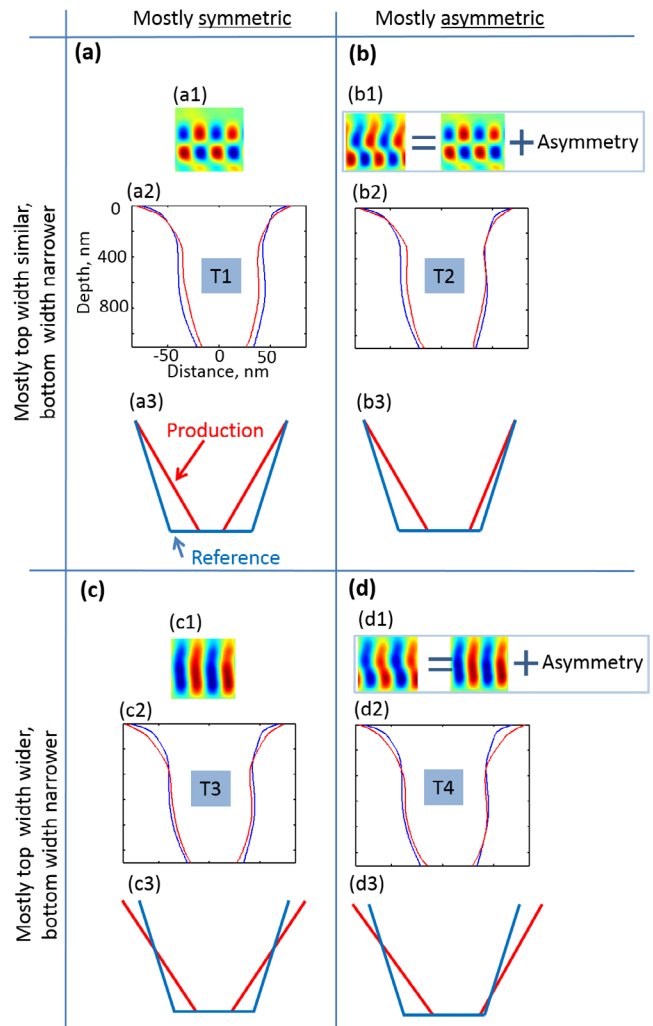 Mostly symmetric
Mostly asymmetric
Mostly top width similar,
bottom width narrower
(a)
(a1)
(a2)
0
400
800
Depth, nm
T1
-50
0
50
Distance, nm
(a3)
Production
Reference
(b)
(b1)
= + Asymmetry
(b2)
T2
(b3)
Mostly top width wider,
bottom width narrower
(c)
(c1)
(c2)
T3
(c3)
(d)
(d1)
= + Asymmetry
(d2)
T4
(d3)